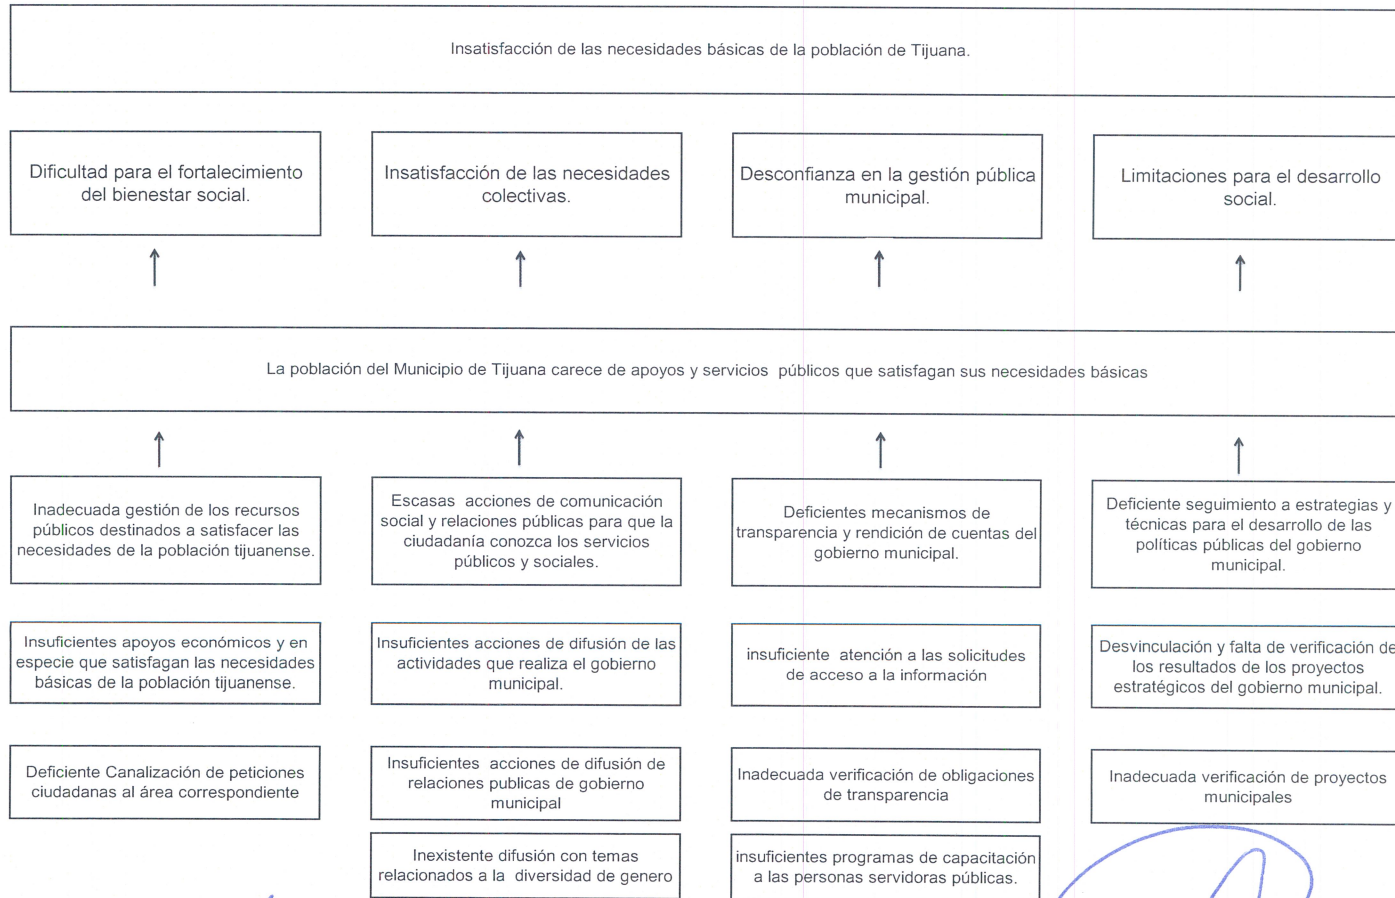 Insatisfacción de las necesidades básicas de la población de Tijuana.
Dificultad para el fortalecimiento
del bienestar social.
Insatisfacción de las necesidades
colectivas.
Desconfianza en la gestión pública
municipal.
Limitaciones para el desarrollo
social.
La población del Municipio de Tijuana carece de apoyos y servicios públicos que satisfagan sus necesidades básicas
Inadecuada gestión de los recursos
públicos destinados a satisfacer las
necesidades de la población tijuanense.
Escasas acciones de comunicación
social y relaciones públicas para que la
ciudadanía conozca los servicios
públicos y sociales.
Deficientes mecanismos de
transparencia y rendición de cuentas del
gobierno municipal.
Deficiente seguimiento a estrategias y
técnicas para el desarrollo de las
políticas públicas del gobierno
municipal.
Insuficientes apoyos económicos y en
especie que satisfagan las necesidades
básicas de la población tijuanense.
Insuficientes acciones de difusión de las
actividades que realiza el gobierno
municipal.
insuficiente atención a las solicitudes
de acceso a la información
Desvinculación y falta de verificación de
los resultados de los proyectos
estratégicos del gobierno municipal.
Deficiente Canalización de peticiones
ciudadanas al área correspondiente
Insuficientes acciones de difusión de
relaciones publicas de gobierno
municipal
Inadecuada verificación de obligaciones
de transparencia
Inadecuada verificación de proyectos
municipales
Inexistente difusión con temas
relacionados a la diversidad de genero
insuficientes programas de capacitación
a las personas servidoras públicas.